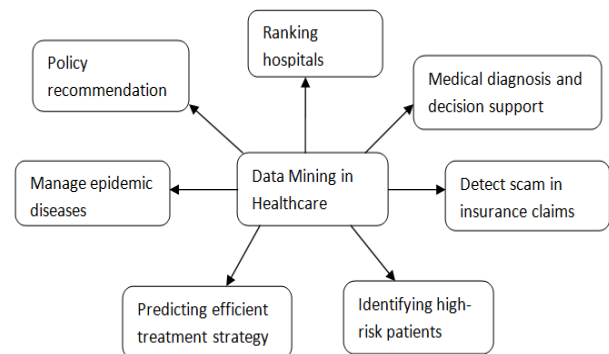 Ranking
hospitals
Policy
recommendation
Medical diagnosis and
decision support
Manage epidemic
diseases
Data Mining in
Healthcare
Detect scam in
insurance claims
Predicting efficient
treatment strategy
Identifying high-
risk patients